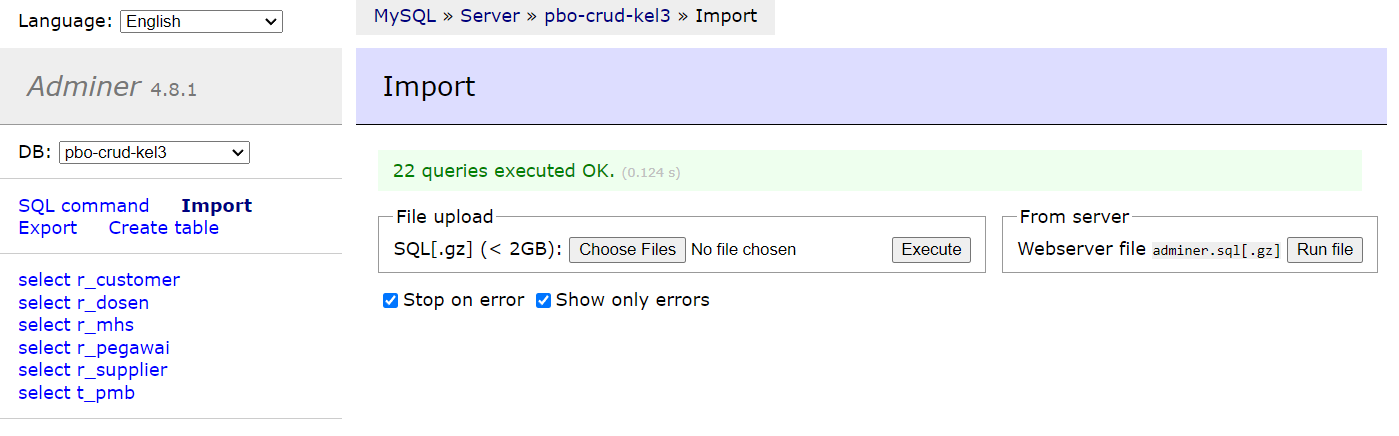 Language: English
MySQL » Server » pbo-crud-kel3 » Import
Adminer 4.8.1
Import
DB: pbo-crud-kel3
22 queries executed OK. (0.124 s)
SQL command Import
Export Create table
File upload
SQL[.gz] (< 2GB): Choose Files No file chosen Execute
From server
Webserver file adminer.sql[.gz] Run file
Stop on error Show only errors
select r_customer
select r_dosen
select r_mhs
select r_pegawai
select r_supplier
select t_pmb